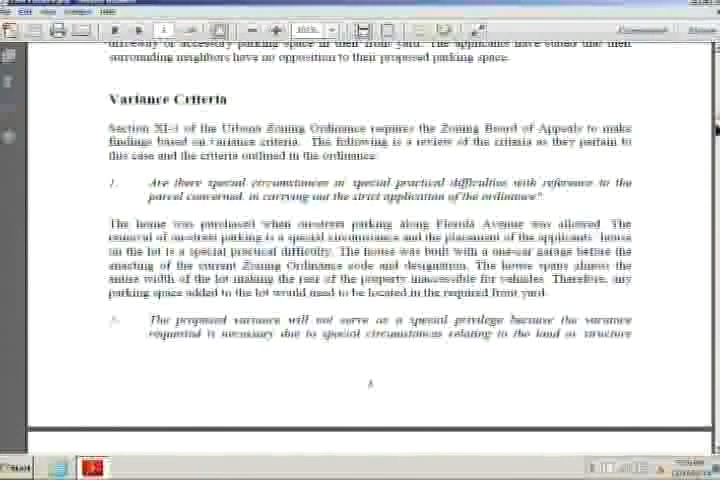 driveway or accessory parking space in their front yard. The applicants have stated that their
surrounding neighbors have no opposition to their proposed parking space.
Variance Criteria
Section XI-3 of the Urbana Zoning Ordinance requires the Zoning Board of Appeals to make
findings based on variance criteria. The following is a review of the criteria as they pertain to
this case and the criteria outlined in the ordinance:
1. Are there special circumstances or special practical difficulties with reference to the
parcel concerned, in carrying out the strict application of the ordinance?
The home was purchased when on-street parking along Florida Avenue was allowed. The
removal of on-street parking is a special circumstance and the placement of the applicants' house
on the lot is a special practical difficulty. The house was built with a one-car garage before the
enacting of the current Zoning Ordinance code and designation. The house spans almost the
entire width of the lot making the rear of the property inaccessible for vehicles. Therefore, any
parking space added to the lot would need to be located in the required front yard.
2. The proposed variance will not serve as a special privilege because the variance
requested is necessary due to special circumstances relating to the land or structure
Start